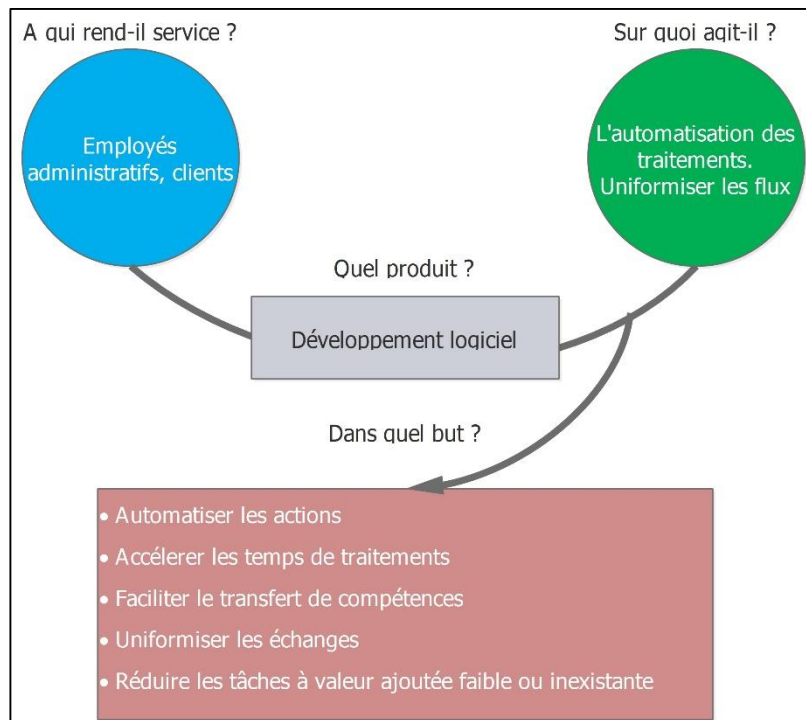 A qui rend-il service ?
Sur quoi agit-il ?
Employés
administratifs, clients
L'automatisation des
traitements.
Uniformiser les flux
Quel produit ?
Développement logiciel
Dans quel but ?
• Automatiser les actions
• Accélerer les temps de traitements
• Faciliter le transfert de compétences
• Uniformiser les échanges
• Réduire les tâches à valeur ajoutée faible ou inexistante